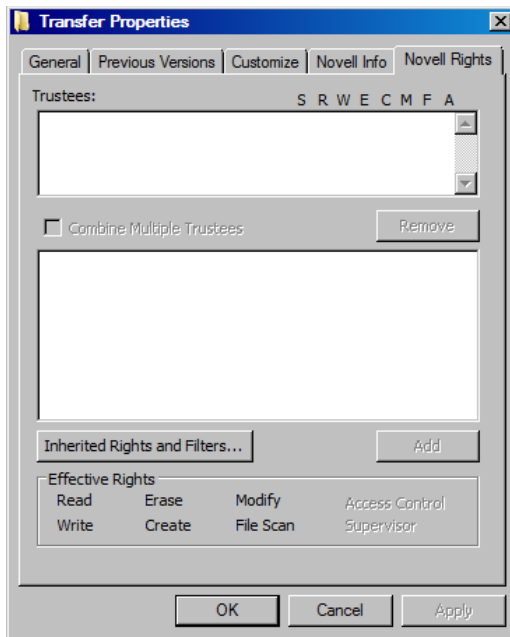 Transfer Properties
General Previous Versions Customize Novell Info Novell Rights
Trustees: S R W E C M F A
Combine Multiple Trustees Remove
Inherited Rights and Filters... Add
Effective Rights
Read Erase Modify Access Control
Write Create File Scan Supervisor
OK Cancel Apply